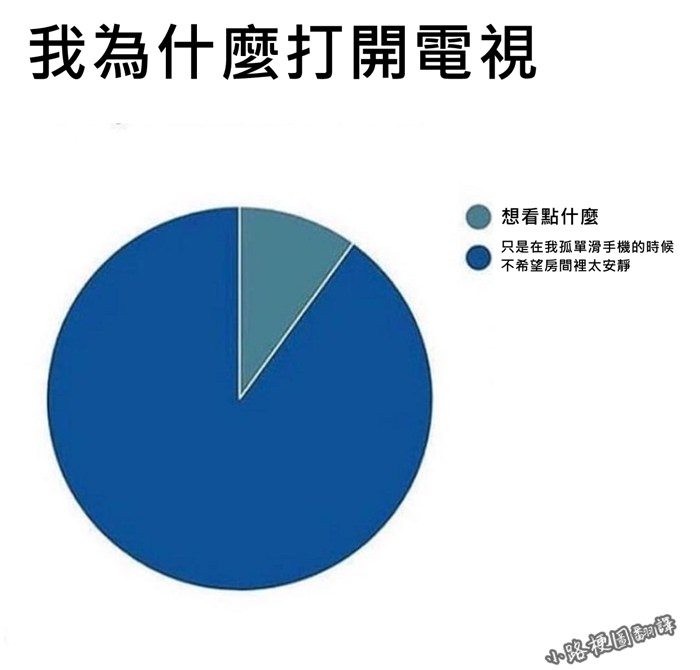 我為什麼打開電視
想看點什麼
只是在我孤單滑手機的時候
不希望房間裡太安靜
小路梗圖翻譯